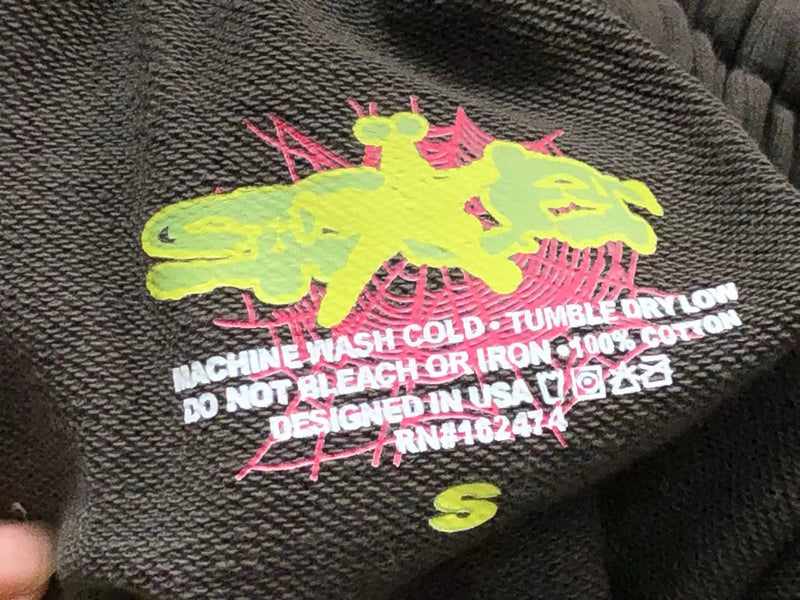 MACHINE WASH COLD • TUMBLE DRY LOW
DO NOT BLEACH OR IRON • 100% COTTON
DESIGNED IN USA
RN#162474
S